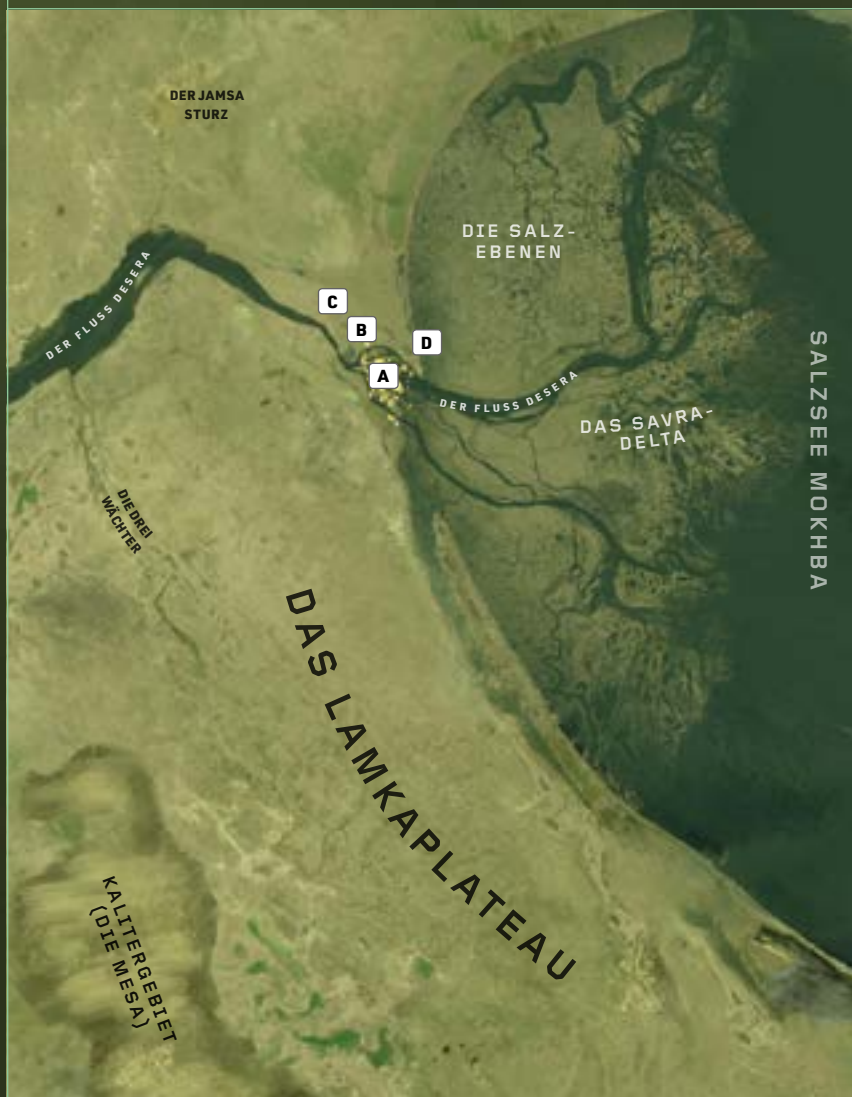 DER JAMSA
STURZ
DIE SALZ-
EBENEN
DER FLUSS DESERA
C
B
D
A
DER FLUSS DESERA
DAS SAVRA-
DELTA
SALZSEE MOKHBA
DIE DREI
WÄCHTER
DAS LAMKAPLATEAU
KALITERGEBIET
(DIE MESA)